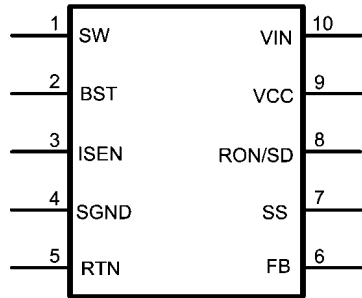 1 SW VIN 10
2 BST VCC 9
3 ISEN RON/SD 8
4 SGND SS 7
5 RTN FB 6